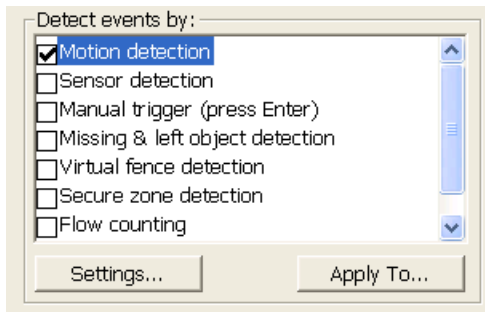 Detect events by:
Motion detection
Sensor detection
Manual trigger (press Enter)
Missing & left object detection
Virtual fence detection
Secure zone detection
Flow counting
Settings... Apply To...